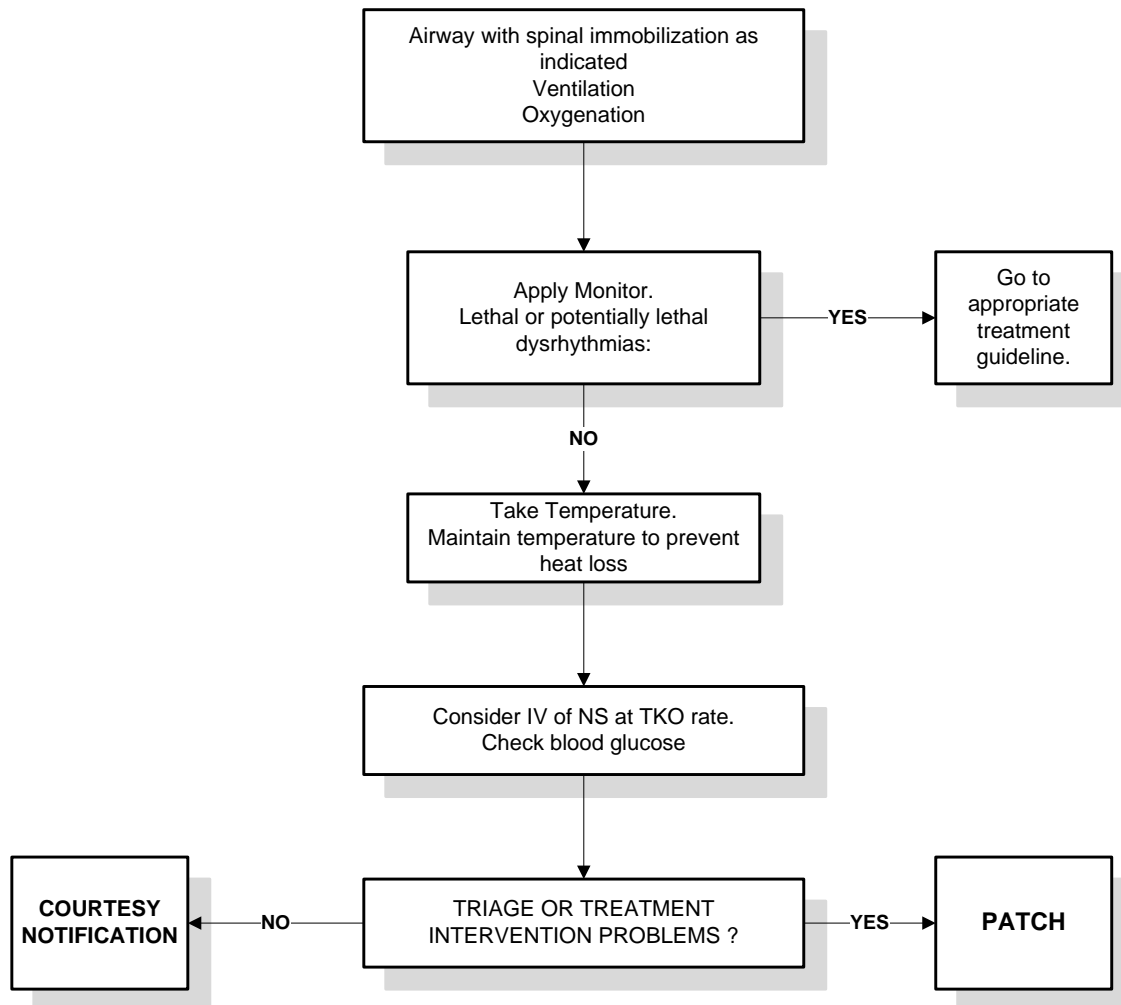 Airway with spinal immobilization as
indicated
Ventilation
Oxygenation
Apply Monitor.
Lethal or potentially lethal
dysrhythmias:
YES
Go to
appropriate
treatment
guideline.
NO
Take Temperature.
Maintain temperature to prevent
heat loss
Consider IV of NS at TKO rate.
Check blood glucose
COURTESY
NOTIFICATION
NO
TRIAGE OR TREATMENT
INTERVENTION PROBLEMS ?
YES
PATCH